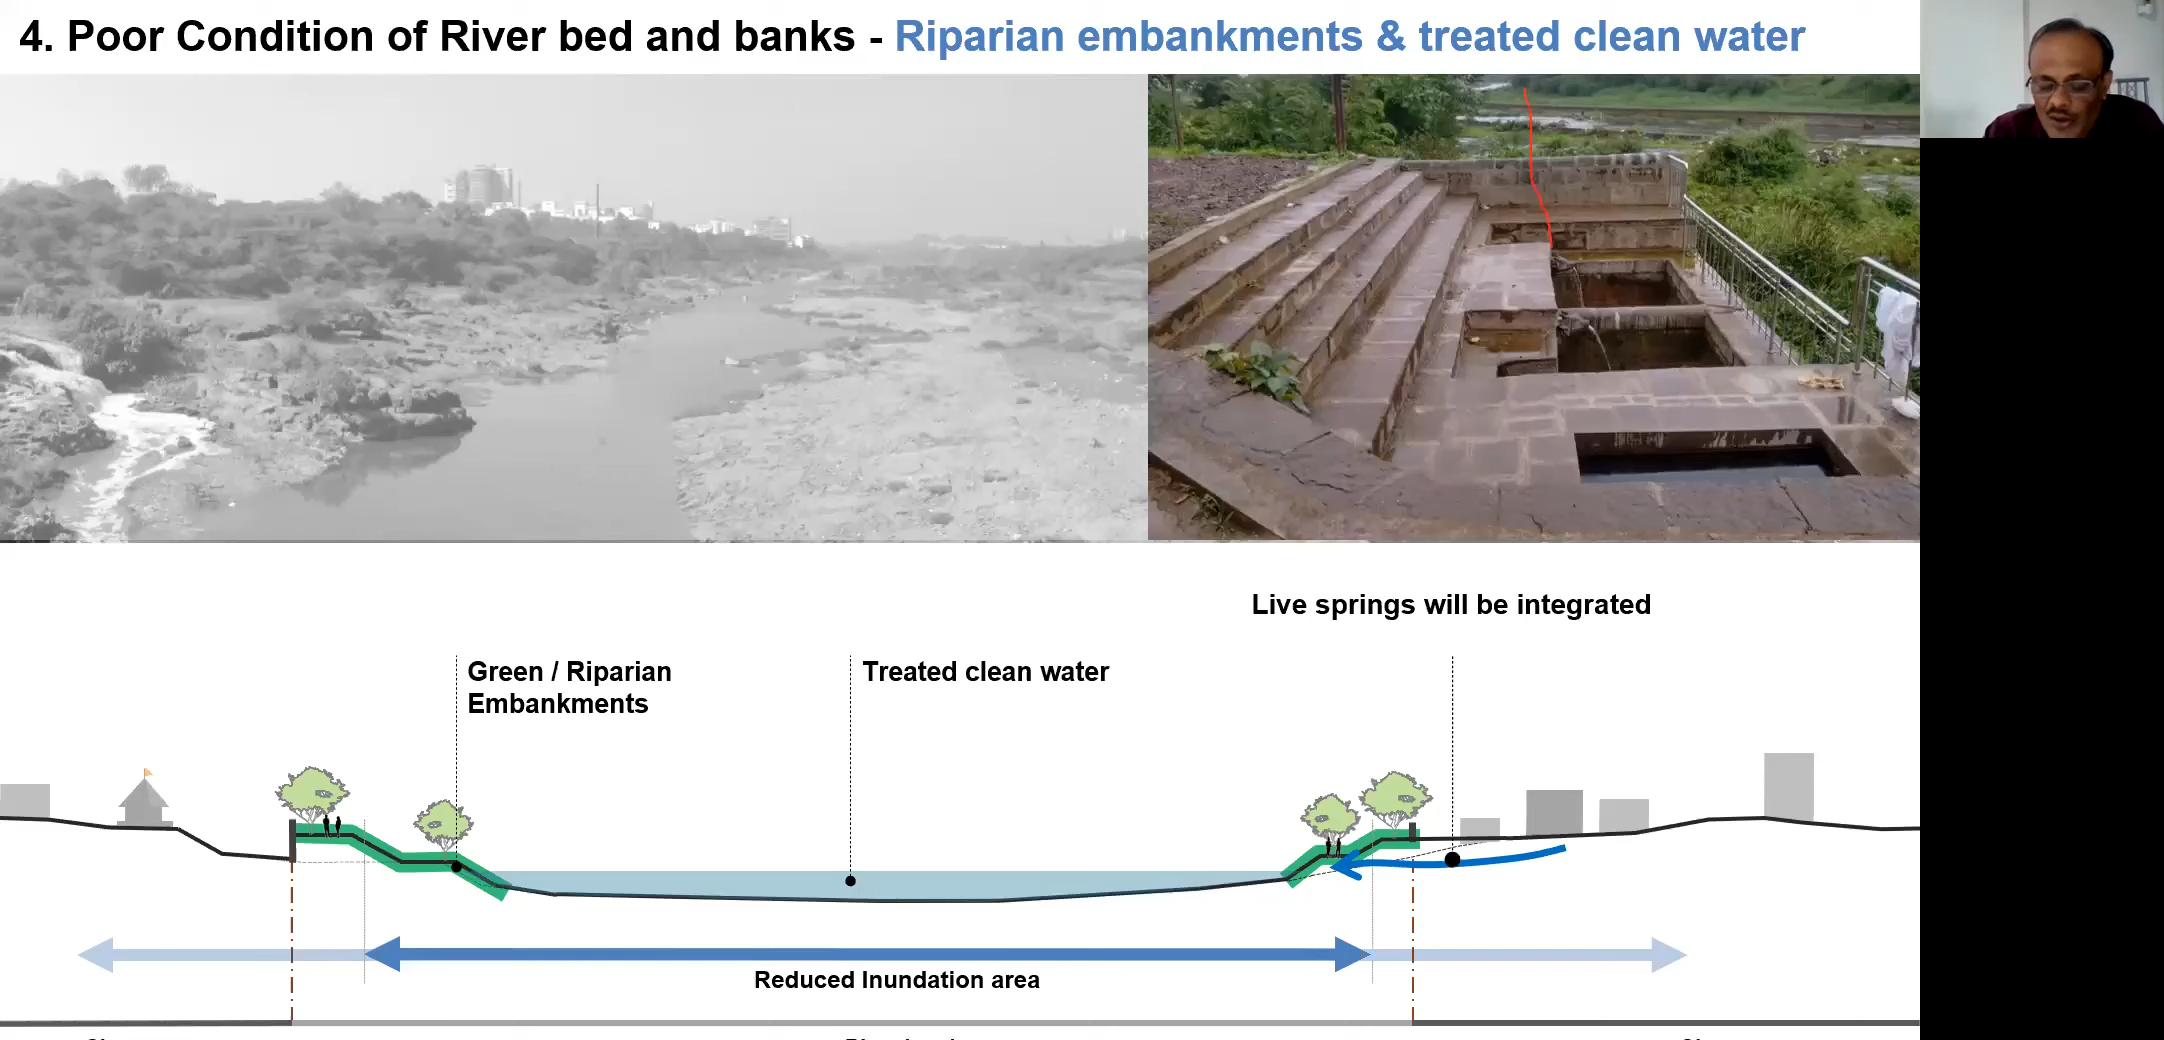 4. Poor Condition of River bed and banks - Riparian embankments & treated clean water
Live springs will be integrated
Green / Riparian
Embankments
Treated clean water
Reduced Inundation area